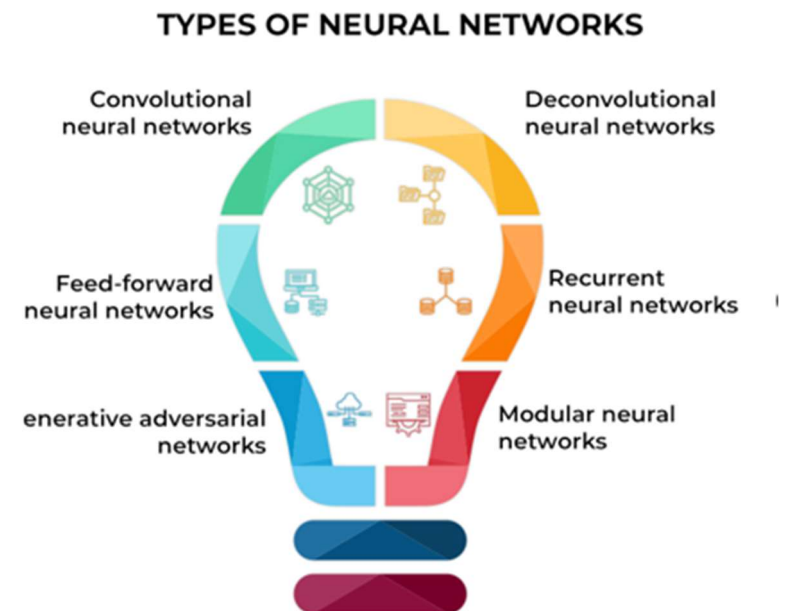 TYPES OF NEURAL NETWORKS
Convolutional
neural networks
Deconvolutional
neural networks
Feed-forward
neural networks
Recurrent
neural networks
enerative adversarial
networks
Modular neural
networks